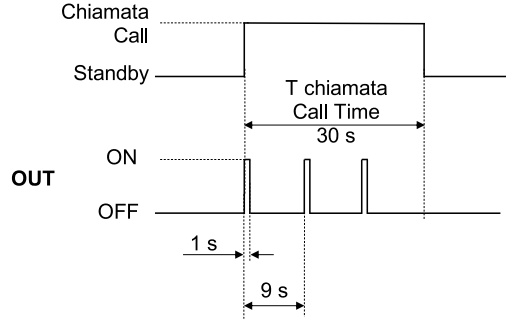 Chiamata
Call
Standby
T chiamata
Call Time
30 s
ON
OUT
OFF
1 s
9 s